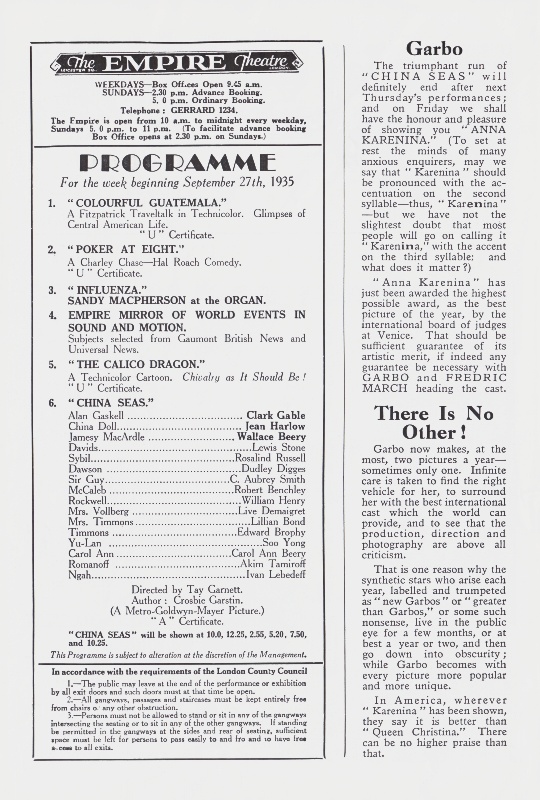 The EMPIRE Theatre
LEICESTER SQ.
WEEKDAYS—Box Offices Open 9.45 a.m.
SUNDAYS—2.30 p.m. Advance Booking.
5. 0 p.m. Ordinary Booking.
Telephone : GERRARD 1234.
The Empire is open from 10 a.m. to midnight every weekday,
Sundays 5. 0 p.m. to 11 p.m. (To facilitate advance booking
Box Office opens at 2.30 p.m. on Sundays.)
PROGRAMME
For the week beginning September 27th, 1935
1. "COLOURFUL GUATEMALA."
A Fitzpatrick Traveltalk in Technicolor. Glimpses of
Central American Life.
"U" Certificate.
2. "POKER AT EIGHT."
A Charley Chase—Hal Roach Comedy.
"U" Certificate.
3. "INFLUENZA."
SANDY MACPHERSON at the ORGAN.
4. EMPIRE MIRROR OF WORLD EVENTS IN
SOUND AND MOTION.
Subjects selected from Gaumont British News and
Universal News.
5. "THE CALICO DRAGON."
A Technicolor Cartoon. Chivalry as It Should Be!
"U" Certificate.
6. "CHINA SEAS."
Alan Gaskell ........ Clark Gable
China Doll........ Jean Harlow
Jamesy MacArdle ........ Wallace Beery
Davids........Lewis Stone
Sybil........Rosalind Russell
Dawson ........Dudley Digges
Sir Guy........C. Aubrey Smith
McCaleb ........Robert Benchley
Rockwell........William Henry
Mrs. Vollberg ........Live Demaigret
Mrs. Timmons........Lillian Bond
Timmons ........Edward Brophy
Yu-Lan ........Soo Yong
Carol Ann ........Carol Ann Beery
Romanoff ........Akim Tamiroff
Ngah........Ivan Lebedeff
Directed by Tay Garnett.
Author : Crosbie Garstin.
(A Metro-Goldwyn-Mayer Picture.)
"A" Certificate.
"CHINA SEAS" will be shown at 10.0, 12.25, 2.55, 5.20, 7.50,
and 10.25.
This Programme is subject to alteration at the discretion of the Management.
In accordance with the requirements of the London County Council
1.—The public may leave at the end of the performance or exhibition
by all exit doors and such doors must at that time be open.
2.—All gangways, passages and staircases must be kept entirely free
from chairs or any other obstruction.
3.—Persons must not be allowed to stand or sit in any of the gangways
intersecting the seating or to sit in any of the other gangways. If standing
be permitted in the gangways at the sides and rear of seating, sufficient
space must be left for persons to pass easily to and fro and to have free
access to all exits.
Garbo
The triumphant run of
"CHINA SEAS" will
definitely end after next
Thursday's performances;
and on Friday we shall
have the honour and pleasure
of showing you "ANNA
KARENINA." (To set at
rest the minds of many
anxious enquirers, may we
say that "Karenina" should
be pronounced with the ac-
centuation on the second
syllable—thus, "Karenina"
—but we have not the
slightest doubt that most
people will go on calling it
"Karenina," with the accent
on the third syllable: and
what does it matter?)
"Anna Karenina" has
just been awarded the highest
possible award, as the best
picture of the year, by the
international board of judges
at Venice. That should be
sufficient guarantee of its
artistic merit, if indeed any
guarantee be necessary with
GARBO and FREDRIC
MARCH heading the cast.
There Is No
Other!
Garbo now makes, at the
most, two pictures a year—
sometimes only one. Infinite
care is taken to find the right
vehicle for her, to surround
her with the best international
cast which the world can
provide, and to see that the
production, direction and
photography are above all
criticism.
That is one reason why the
synthetic stars who arise each
year, labelled and trumpeted
as "new Garbos" or "greater
than Garbos," or some such
nonsense, live in the public
eye for a few months, or at
best a year or two, and then
go down into obscurity;
while Garbo becomes with
every picture more popular
and more unique.
In America, wherever
"Karenina" has been shown,
they say it is better than
"Queen Christina." There
can be no higher praise than
that.